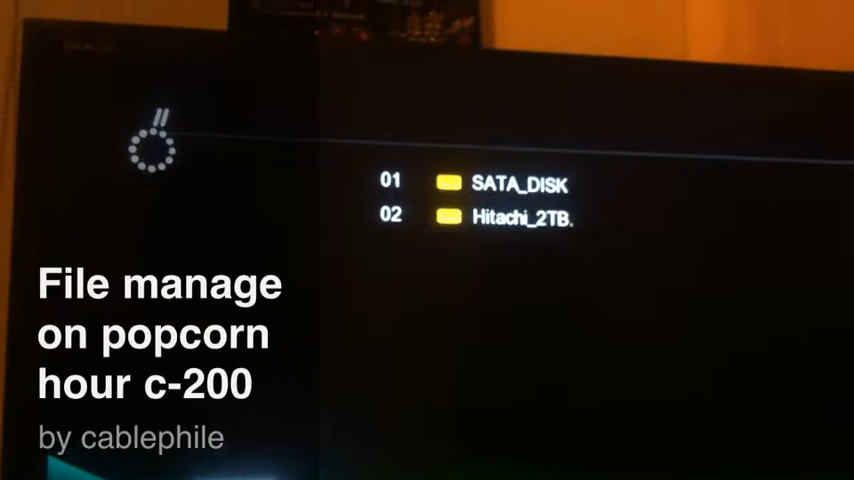 01 SATA_DISK
02 Hitachi_2TB.
File manage
on popcorn
hour c-200
by cablephile